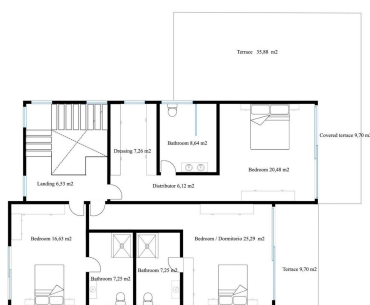 Terrace 35,88 m2
Covered terrace 9,70 m
Bathroom 8,64 m2
Dressing 7,26 m2
Bedroom 20,48 m2
Landing 6,53 m2
Distributor 6,12 m2
Bedroom 16,63 m2
Bedroom / Dormitorio 25,29 m2
Terrace 9,70 m2
Bathroom 7,25 m2
Bathroom 7,25 m2